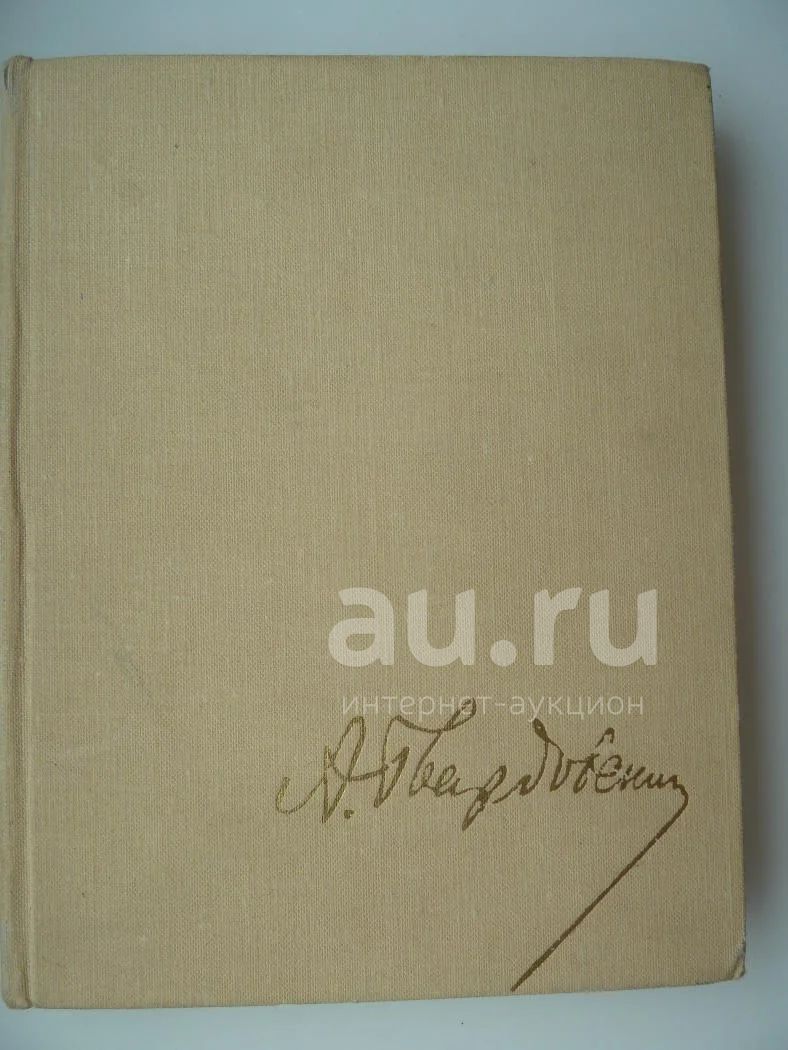 au.ru
интернет-аукцион
А. Твардовский